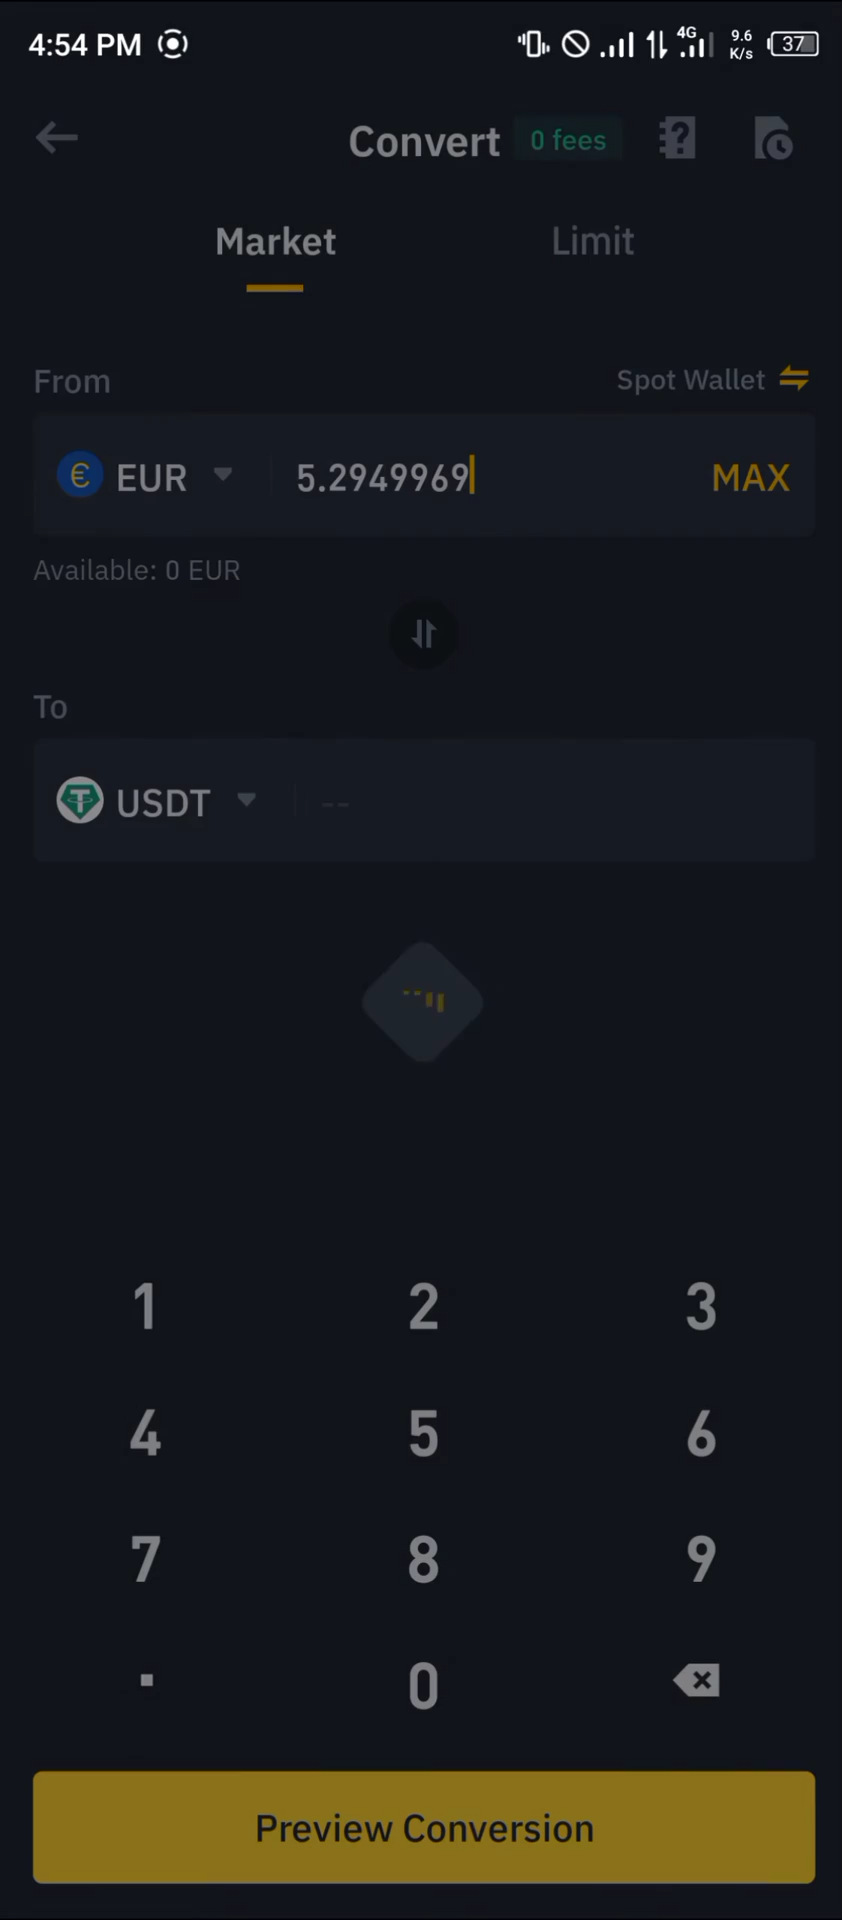 4:54 PM 4G 9.6 K/s 37
Convert 0 fees
Market Limit
From Spot Wallet
€ EUR 5.2949969 MAX
Available: 0 EUR
To
USDT --
1 2 3
4 5 6
7 8 9
. 0
Preview Conversion